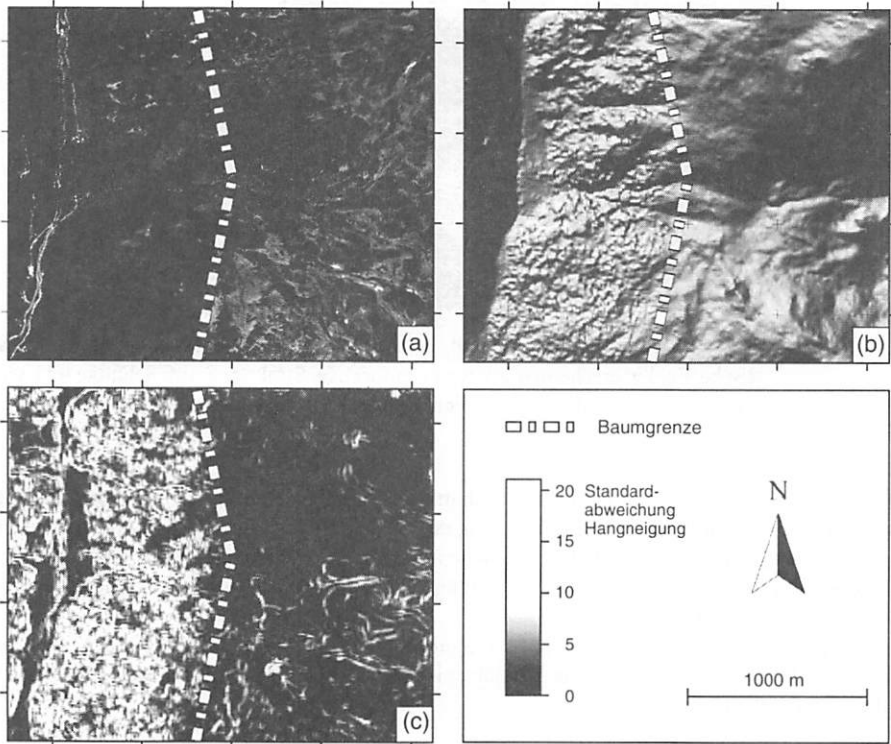 (a)
(b)
(c)
Baumgrenze
20
15
10
5
0
Standard-
abweichung
Hangneigung
N
1000 m